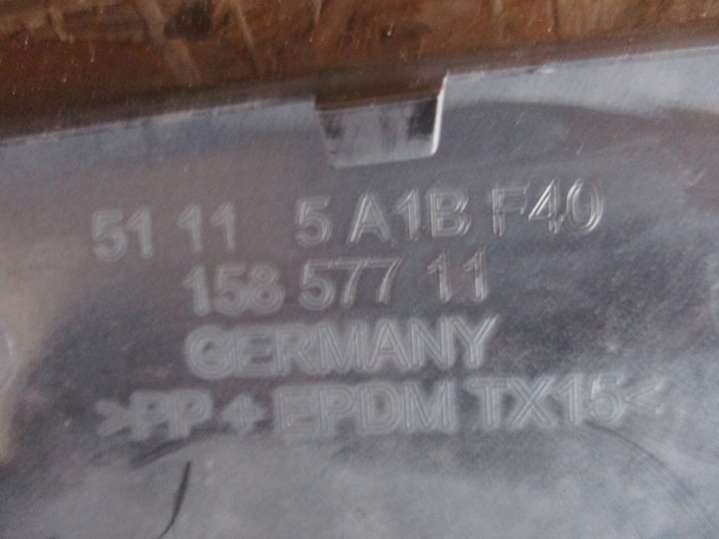 51 11 5 A1B F40
158 577 11
GERMANY
>PP + EPDM TX15<